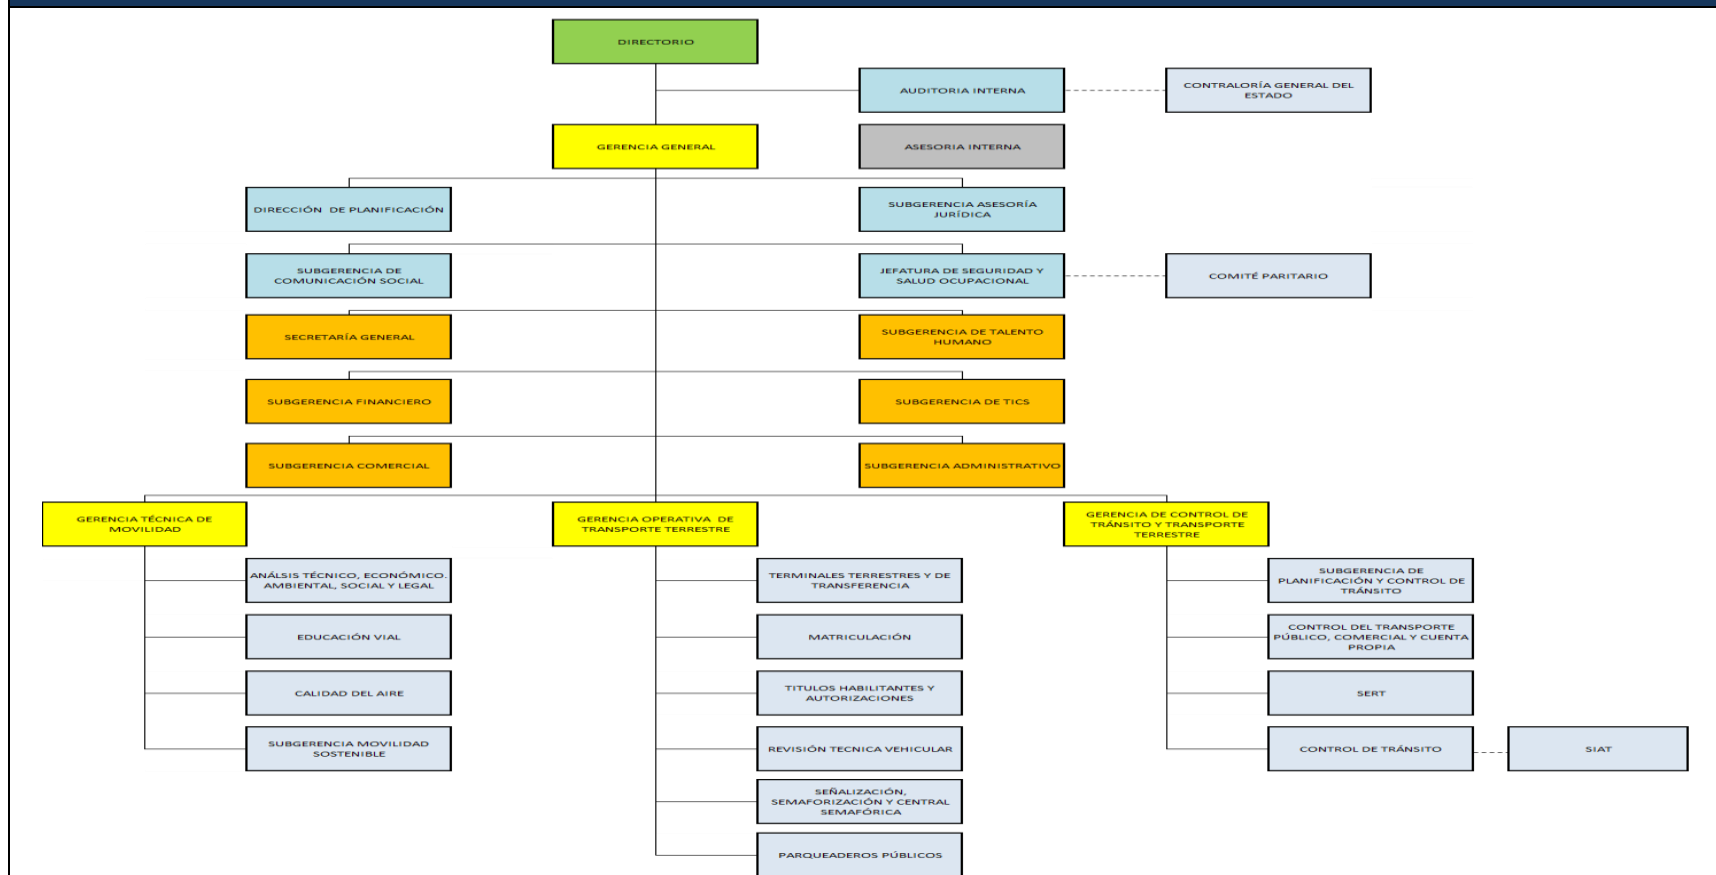 DIRECTORIO
AUDITORIA INTERNA
CONTRALORÍA GENERAL DEL
ESTADO
GERENCIA GENERAL
ASESORIA INTERNA
DIRECCIÓN DE PLANIFICACIÓN
SUBGERENCIA ASESORÍA
JURÍDICA
SUBGERENCIA DE
COMUNICACIÓN SOCIAL
JEFATURA DE SEGURIDAD Y
SALUD OCUPACIONAL
COMITÉ PARITARIO
SECRETARÍA GENERAL
SUBGERENCIA DE TALENTO
HUMANO
SUBGERENCIA FINANCIERO
SUBGERENCIA DE TICS
SUBGERENCIA COMERCIAL
SUBGERENCIA ADMINISTRATIVO
GERENCIA TÉCNICA DE
MOVILIDAD
GERENCIA OPERATIVA DE
TRANSPORTE TERRESTRE
GERENCIA DE CONTROL DE
TRÁNSITO Y TRANSPORTE
TERRESTRE
ANÁLSIS TÉCNICO, ECONÓMICO.
AMBIENTAL, SOCIAL Y LEGAL
TERMINALES TERRESTRES Y DE
TRANSFERENCIA
SUBGERENCIA DE
PLANIFICACIÓN Y CONTROL DE
TRÁNSITO
EDUCACIÓN VIAL
MATRICULACIÓN
CONTROL DEL TRANSPORTE
PÚBLICO, COMERCIAL Y CUENTA
PROPIA
CALIDAD DEL AIRE
TITULOS HABILITANTES Y
AUTORIZACIONES
SERT
SUBGERENCIA MOVILIDAD
SOSTENIBLE
REVISIÓN TECNICA VEHICULAR
CONTROL DE TRÁNSITO
SIAT
SEÑALIZACIÓN,
SEMAFORIZACIÓN Y CENTRAL
SEMAFÓRICA
PARQUEADEROS PÚBLICOS